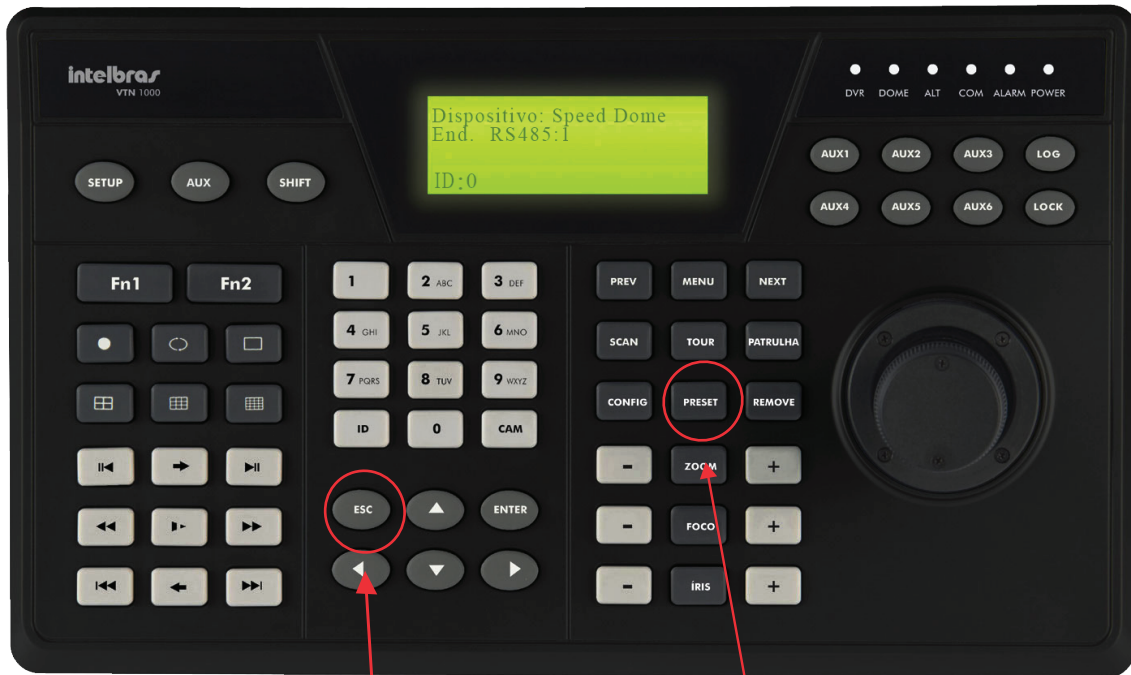 intelbras
VTN 1000
Dispositivo: Speed Dome
End. RS485:1
ID:0
DVR DOME ALT COM ALARM POWER
SETUP AUX SHIFT
AUX1 AUX2 AUX3 LOG
AUX4 AUX5 AUX6 LOCK
Fn1 Fn2
1 2 ABC 3 DEF
4 GHI 5 JKL 6 MNO
7 PQRS 8 TUV 9 WXYZ
ID 0 CAM
ESC ENTER
PREV MENU NEXT
SCAN TOUR PATRULHA
CONFIG PRESET REMOVE
- ZOOM +
- FOCO +
- ÍRIS +